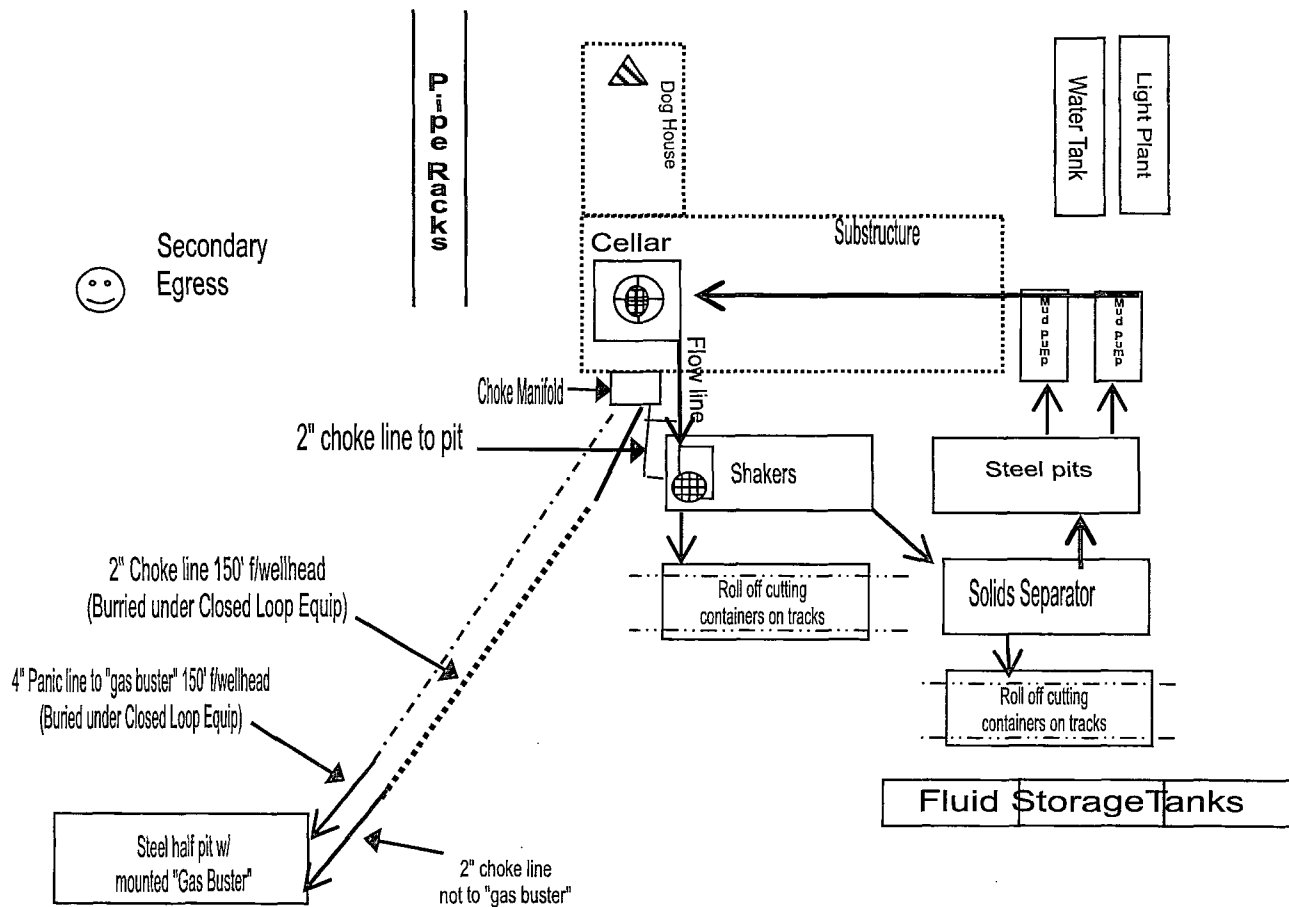 Pipe Racks
Dog House
Water Tank
Light Plant
Secondary
Egress
Cellar
Substructure
Mud Pump
Mud Pump
Flow line
Choke Manifold
2" choke line to pit
Shakers
Steel pits
2" Choke line 150' f/wellhead
(Burried under Closed Loop Equip)
Roll off cutting
containers on tracks
Solids Separator
4" Panic line to "gas buster" 150' f/wellhead
(Buried under Closed Loop Equip)
Roll off cutting
containers on tracks
Fluid StorageTanks
Steel half pit w/
mounted "Gas Buster"
2" choke line
not to "gas buster"